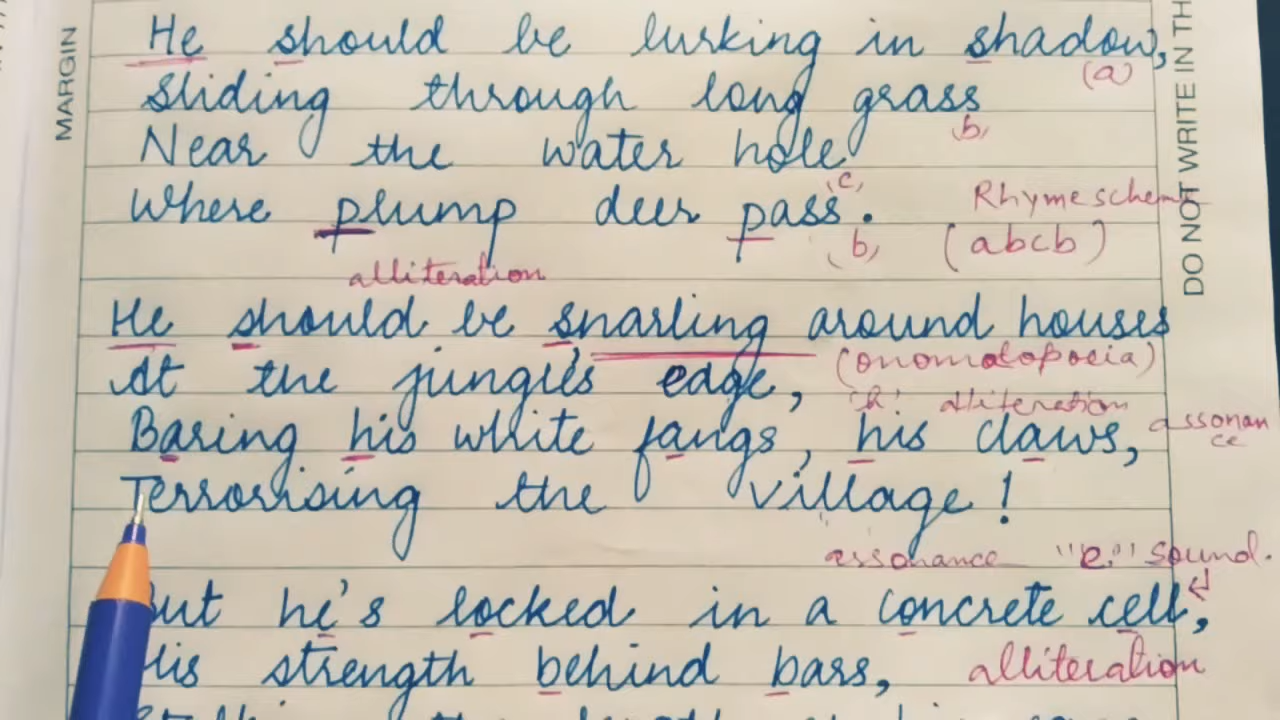 MARGIN
He should be lurking in shadow,
(a)
Sliding through long grass
b,
Near the water hole
c,
Where plump deer pass.
Rhyme schem
b,
(abcb)
alliteration
He should be snarling around houses
(onomatopoeia)
At the jungle's edge,
'h' alliteration
Baring his white fangs, his claws,
assonan
ce
Terrorising the village!
assonance "e" sound.
But he's locked in a concrete cell,
His strength behind bars,
alliteration
DO NOT WRITE IN TH